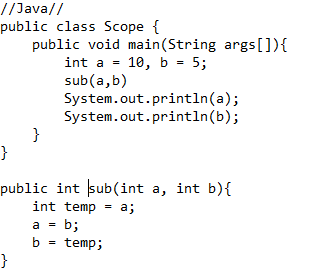 //Java//
public class Scope {
    public void main(String args[]){
        int a = 10, b = 5;
        sub(a,b)
        System.out.println(a);
        System.out.println(b);
    }
}

public int sub(int a, int b){
    int temp = a;
    a = b;
    b = temp;
}